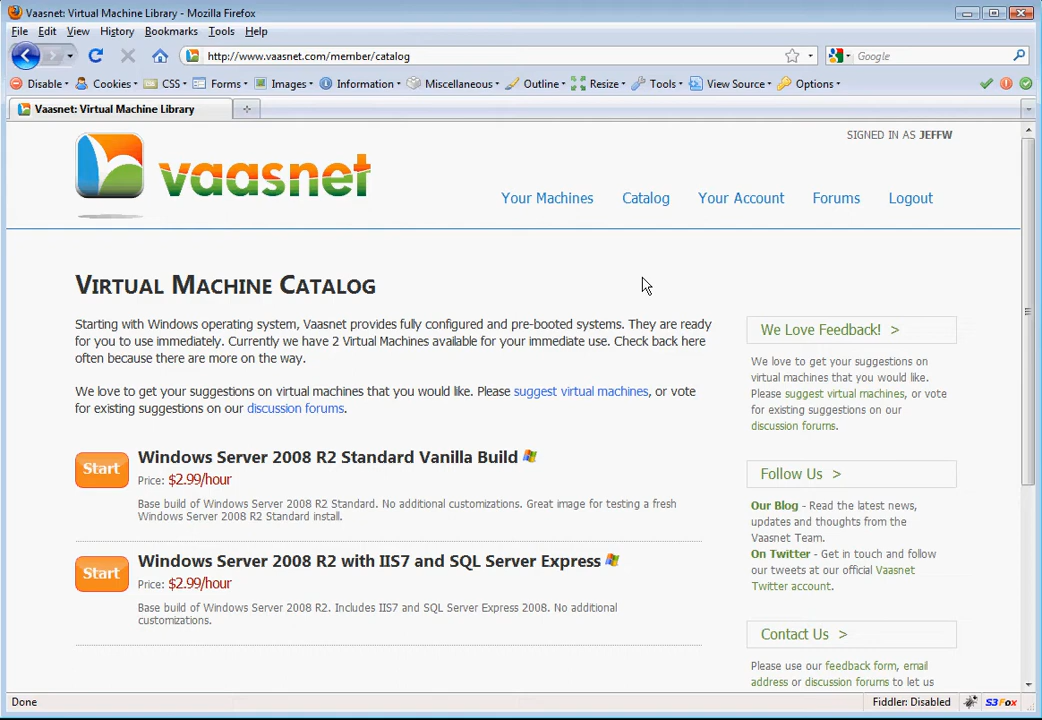 Vaasnet: Virtual Machine Library - Mozilla Firefox
File Edit View History Bookmarks Tools Help
http://www.vaasnet.com/member/catalog
Google
Disable Cookies CSS Forms Images Information Miscellaneous Outline Resize Tools View Source Options
Vaasnet: Virtual Machine Library
SIGNED IN AS JEFFW
vaasnet
Your Machines Catalog Your Account Forums Logout
VIRTUAL MACHINE CATALOG
Starting with Windows operating system, Vaasnet provides fully configured and pre-booted systems. They are ready
for you to use immediately. Currently we have 2 Virtual Machines available for your immediate use. Check back here
often because there are more on the way.
We love to get your suggestions on virtual machines that you would like. Please suggest virtual machines, or vote
for existing suggestions on our discussion forums.
Start
Windows Server 2008 R2 Standard Vanilla Build
Price: $2.99/hour
Base build of Windows Server 2008 R2 Standard. No additional customizations. Great image for testing a fresh
Windows Server 2008 R2 Standard install.
Start
Windows Server 2008 R2 with IIS7 and SQL Server Express
Price: $2.99/hour
Base build of Windows Server 2008 R2. Includes IIS7 and SQL Server Express 2008. No additional
customizations.
We Love Feedback! >
We love to get your suggestions on
virtual machines that you would like.
Please suggest virtual machines, or vote
for existing suggestions on our
discussion forums.
Follow Us >
Our Blog - Read the latest news,
updates and thoughts from the
Vaasnet Team.
On Twitter - Get in touch and follow
our tweets at our official Vaasnet
Twitter account.
Contact Us >
Please use our feedback form, email
address or discussion forums to let us
Done
Fiddler: Disabled
S3Fox